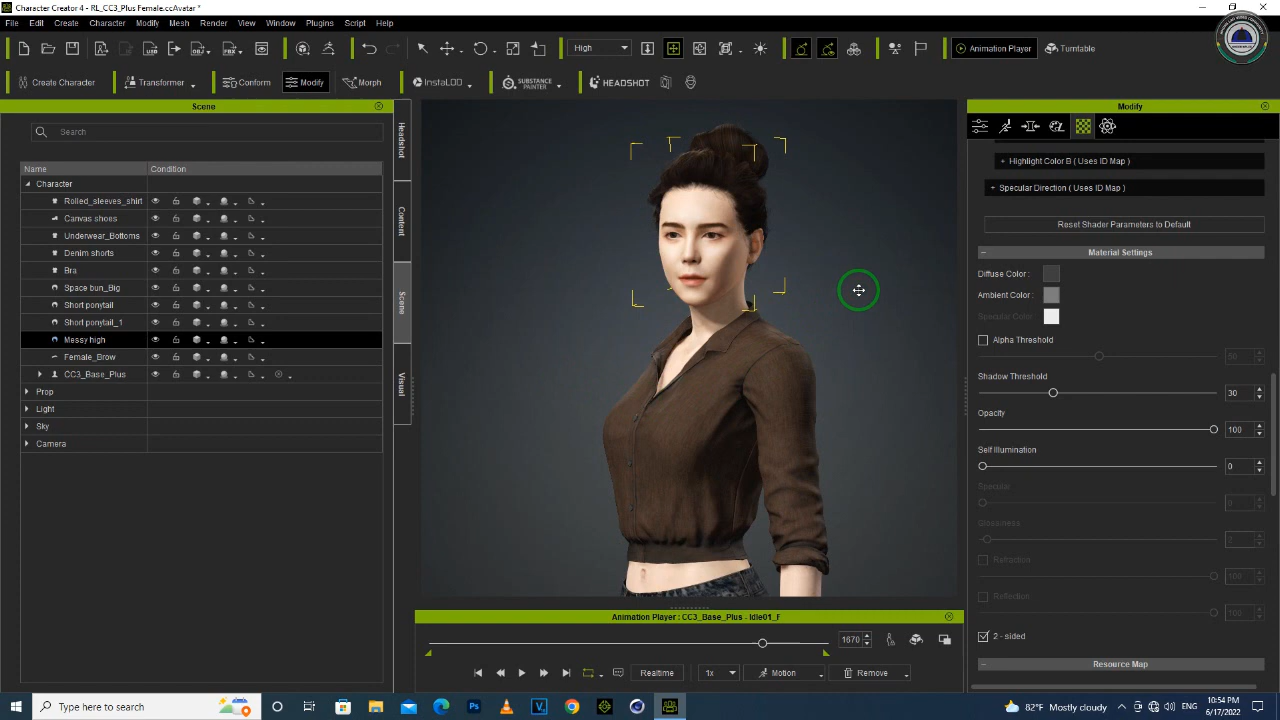 Character Creator 4 - RL_CC3_Plus Female.ccAvatar *
File Edit Create Modify Mesh Render View Window Plugins Script Help
High Animation Player Turntable
Create Character Transformer Conform Modify Morph InstaLOD SUBSTANCE PAINTER HEADSHOT
Scene
Search
Name Condition
Character
Rolled_sleeves_shirt
Canvas shoes
Underwear_Bottoms
Denim shorts
Bra
Space bun_Big
Short ponytail
Short ponytail_1
Messy high
Female_Brow
CC3_Base_Plus
Prop
Light
Sky
Camera
Headshot
Content
Scene
Visual
Modify
+ Highlight Color B ( Uses ID Map )
+ Specular Direction ( Uses ID Map )
Reset Shader Parameters to Default
Material Settings
Diffuse Color :
Ambient Color :
Specular Color :
Alpha Threshold
50
Shadow Threshold
30
Opacity
100
Self Illumination
0
Specular
0
Glossiness
2
Refraction
100
Reflection
100
2 - sided
Resource Map
Animation Player : CC3_Base_Plus - Idle01_F
1670
Realtime 1x Motion Remove
Type here to search
82°F Mostly cloudy
10:54 PM
6/17/2022